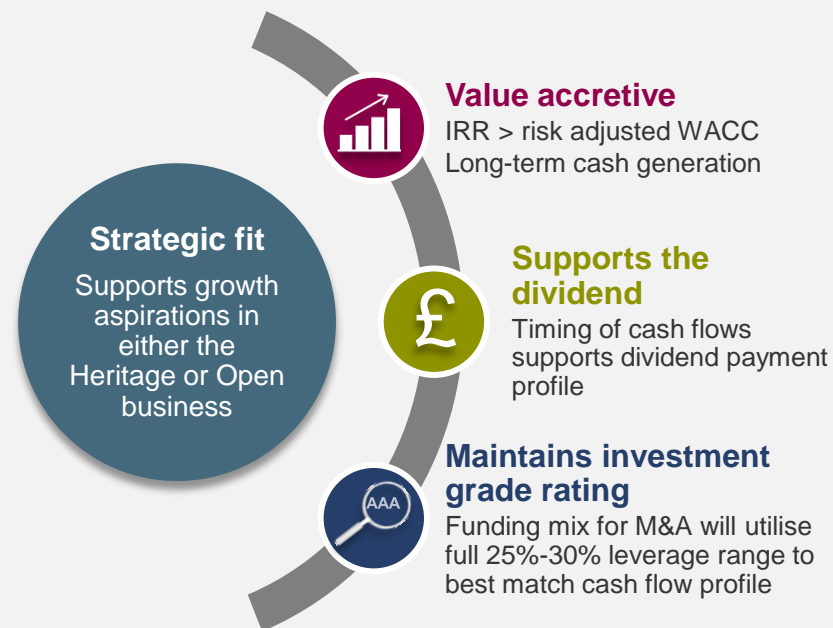 Strategic fit
Supports growth
aspirations in
either the
Heritage or Open
business
Value accretive
IRR > risk adjusted WACC
Long-term cash generation
£
Supports the
dividend
Timing of cash flows
supports dividend payment
profile
AAA
Maintains investment
grade rating
Funding mix for M&A will utilise
full 25%-30% leverage range to
best match cash flow profile